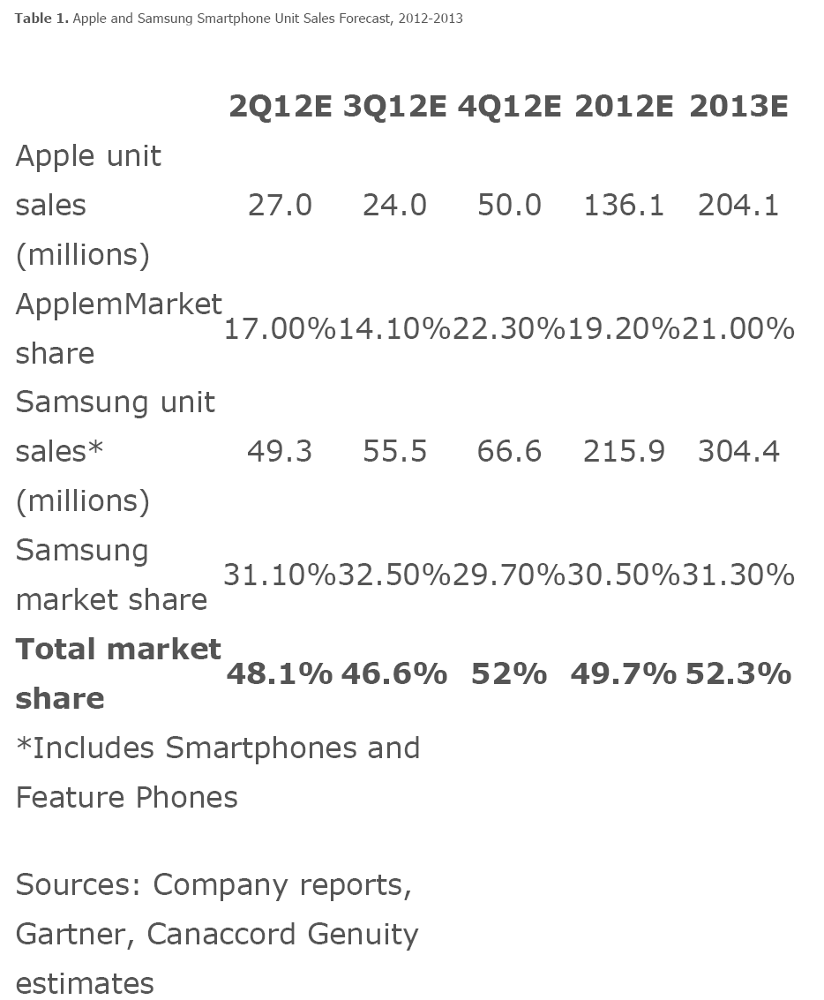 Table 1. Apple and Samsung Smartphone Unit Sales Forecast, 2012-2013
2Q12E 3Q12E 4Q12E 2012E 2013E
Apple unit
sales 27.0 24.0 50.0 136.1 204.1
(millions)
ApplemMarket
17.00% 14.10% 22.30% 19.20% 21.00%
share
Samsung unit
sales* 49.3 55.5 66.6 215.9 304.4
(millions)
Samsung
31.10% 32.50% 29.70% 30.50% 31.30%
market share
Total market
48.1% 46.6% 52% 49.7% 52.3%
share
*Includes Smartphones and
Feature Phones
Sources: Company reports,
Gartner, Canaccord Genuity
estimates